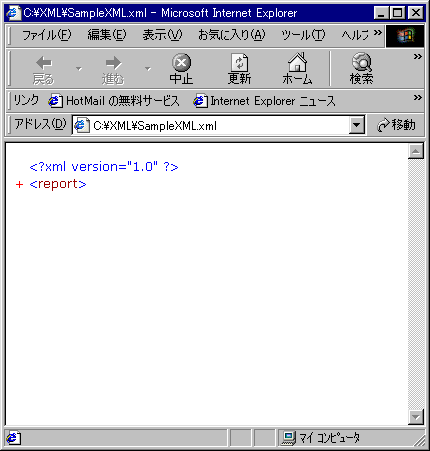 C:¥XML¥SampleXML.xml - Microsoft Internet Explorer
ファイル(F) 編集(E) 表示(V) お気に入り(A) ツール(T) ヘルプ »
戻る 進む 中止 更新 ホーム 検索 »
リンク HotMail の無料サービス Internet Explorer ニュース »
アドレス(D) C:¥XML¥SampleXML.xml 移動
<?xml version="1.0" ?>
+ <report>
マイ コンピュータ